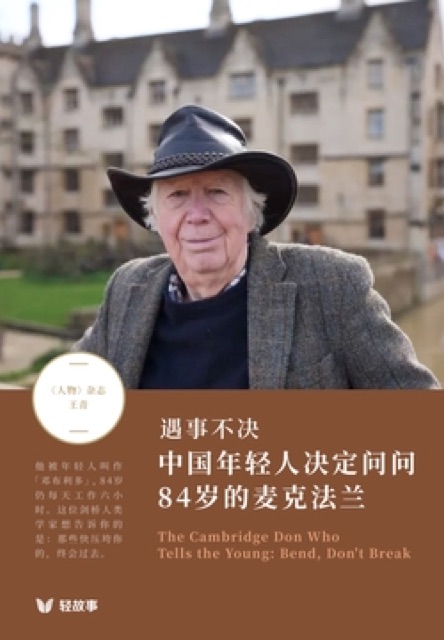 《人物》杂志
王青
遇事不决
中国年轻人决定问问
84岁的麦克法兰
The Cambridge Don Who
Tells the Young: Bend, Don't Break
他被年轻人叫作
「邓布利多」，84岁
仍每天工作六小
时。这位剑桥人类
学家想告诉你的
是：那些快压垮你
的，终会过去。
轻故事